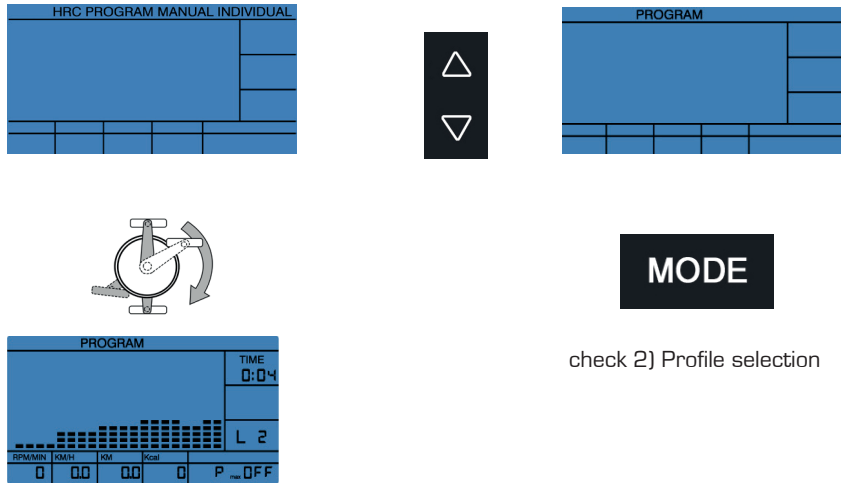 HRC PROGRAM MANUAL INDIVIDUAL
PROGRAM
MODE
check 2) Profile selection
PROGRAM
TIME
0:04
L 2
RPM/MIN KM/H KM Kcal
0 0.0 0.0 0 P max OFF